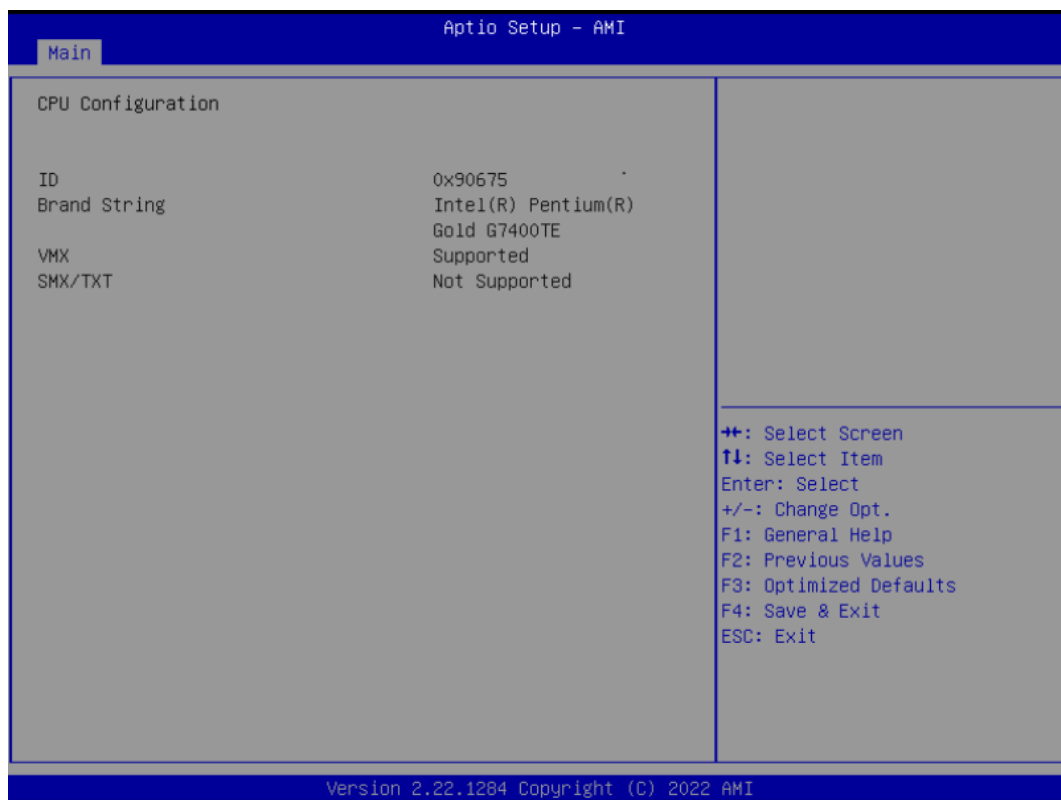 Aptio Setup - AMI
Main
CPU Configuration
ID 0x90675
Brand String Intel(R) Pentium(R)
Gold G7400TE
VMX Supported
SMX/TXT Not Supported
→←: Select Screen
↑↓: Select Item
Enter: Select
+/-: Change Opt.
F1: General Help
F2: Previous Values
F3: Optimized Defaults
F4: Save & Exit
ESC: Exit
Version 2.22.1284 Copyright (C) 2022 AMI